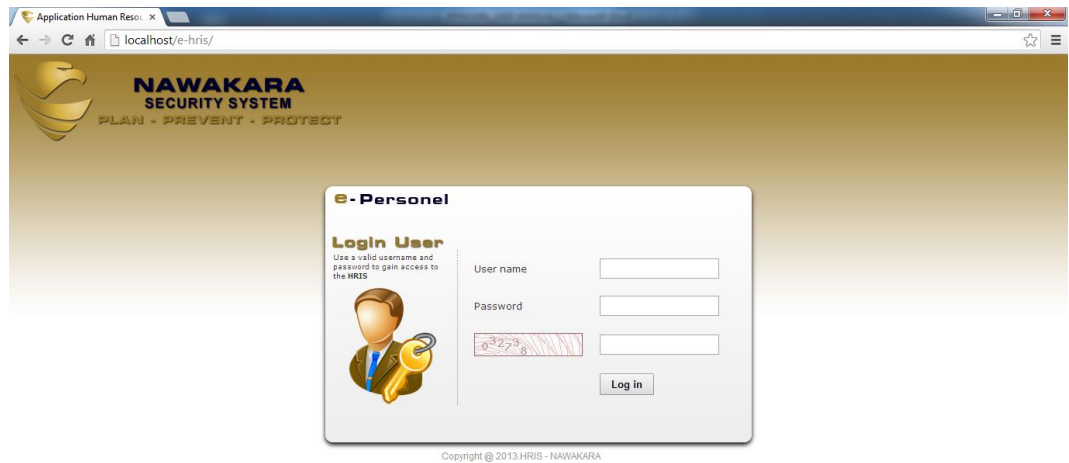 Application Human Resou
localhost/e-hris/
NAWAKARA
SECURITY SYSTEM
PLAN - PREVENT - PROTECT
e-Personel
Login User
Use a valid username and
password to gain access to
the HRIS
User name
Password
032738
Log in
Copyright @ 2013.HRIS - NAWAKARA